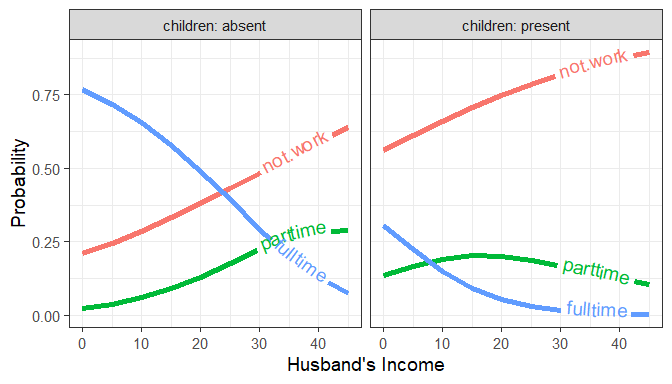 children: absent
children: present
Probability
0.75
0.50
0.25
0.00
not.work
parttime
fulltime
not.work
parttime
fulltime
0 10 20 30 40
0 10 20 30 40
Husband's Income